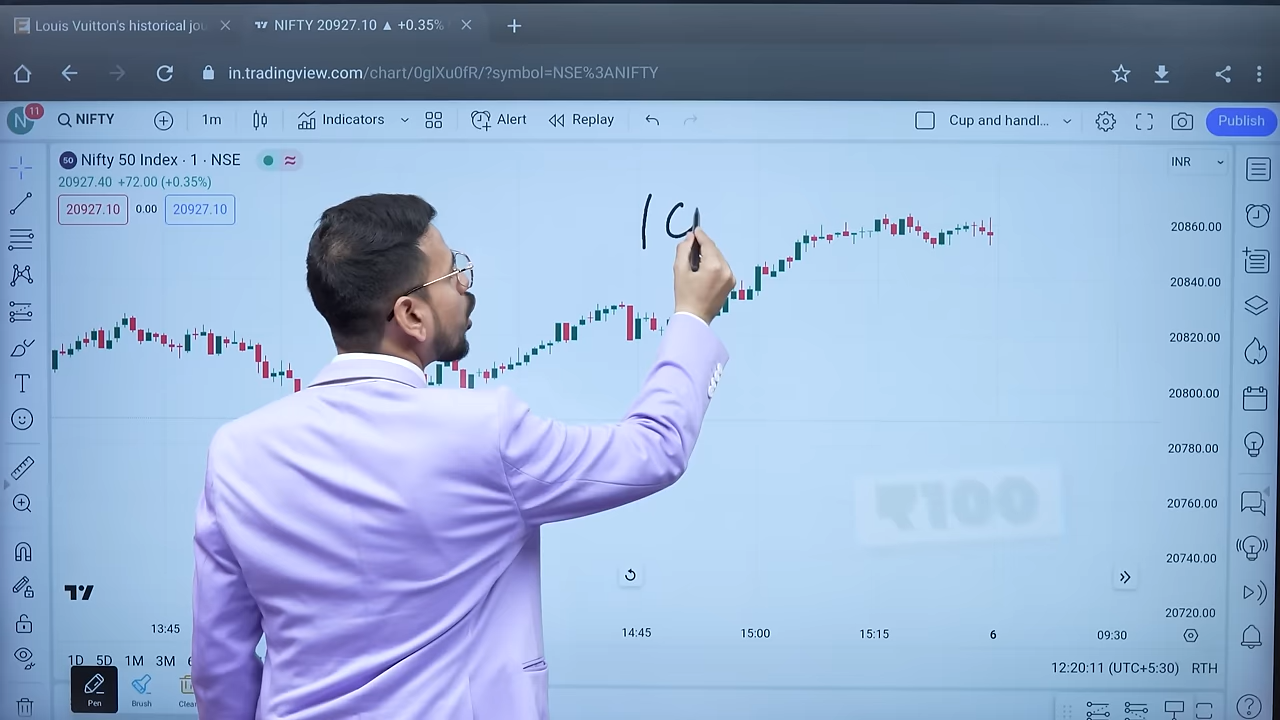 Louis Vuitton's historical jou
NIFTY 20927.10 ▲ +0.35%
in.tradingview.com/chart/0glXu0fR/?symbol=NSE%3ANIFTY
N
11
NIFTY
1m
Indicators
Alert
Replay
Cup and handl...
Publish
50 Nifty 50 Index · 1 · NSE
INR
20927.40 +72.00 (+0.35%)
20927.10
0.00
20927.10
20860.00
20840.00
20820.00
20800.00
20780.00
20760.00
20740.00
20720.00
₹100
13:45
14:45
15:00
15:15
6
09:30
1D
5D
1M
3M
12:20:11 (UTC+5:30)
RTH
Pen
Brush
Clea